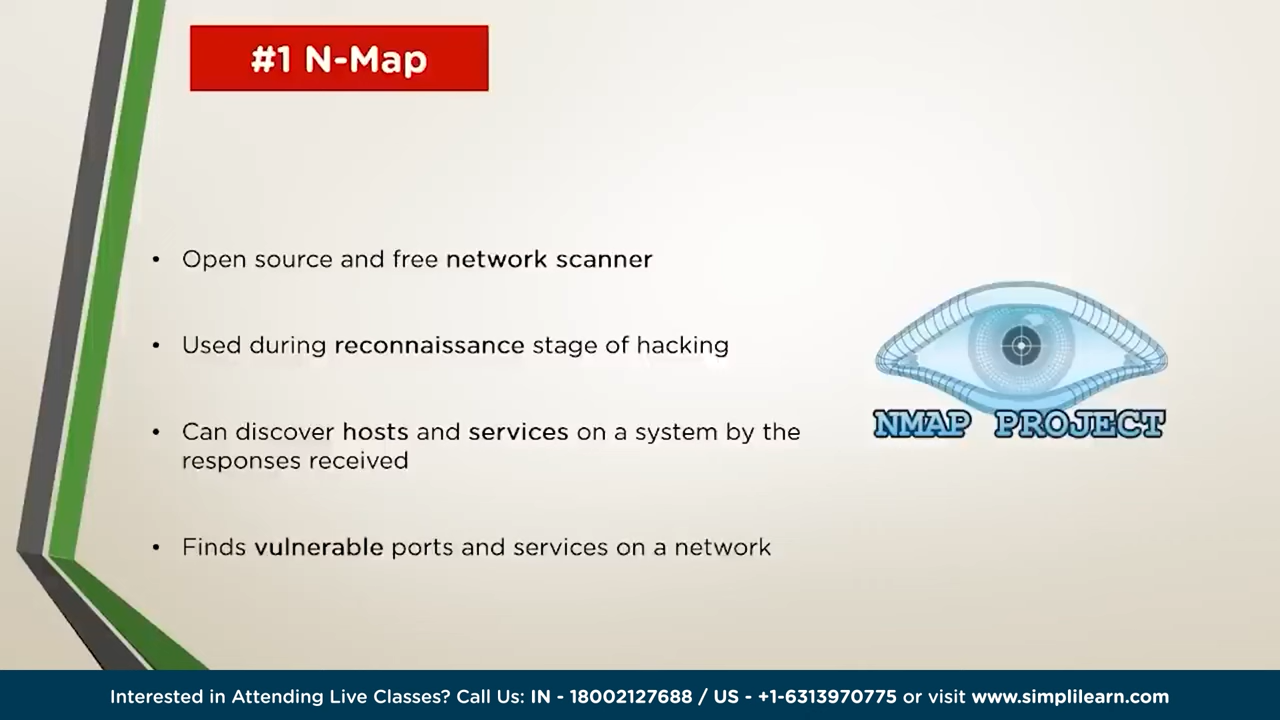 #1 N-Map
• Open source and free network scanner
• Used during reconnaissance stage of hacking
• Can discover hosts and services on a system by the
responses received
• Finds vulnerable ports and services on a network
NMAP PROJECT
Interested in Attending Live Classes? Call Us: IN - 18002127688 / US - +1-6313970775 or visit www.simplilearn.com